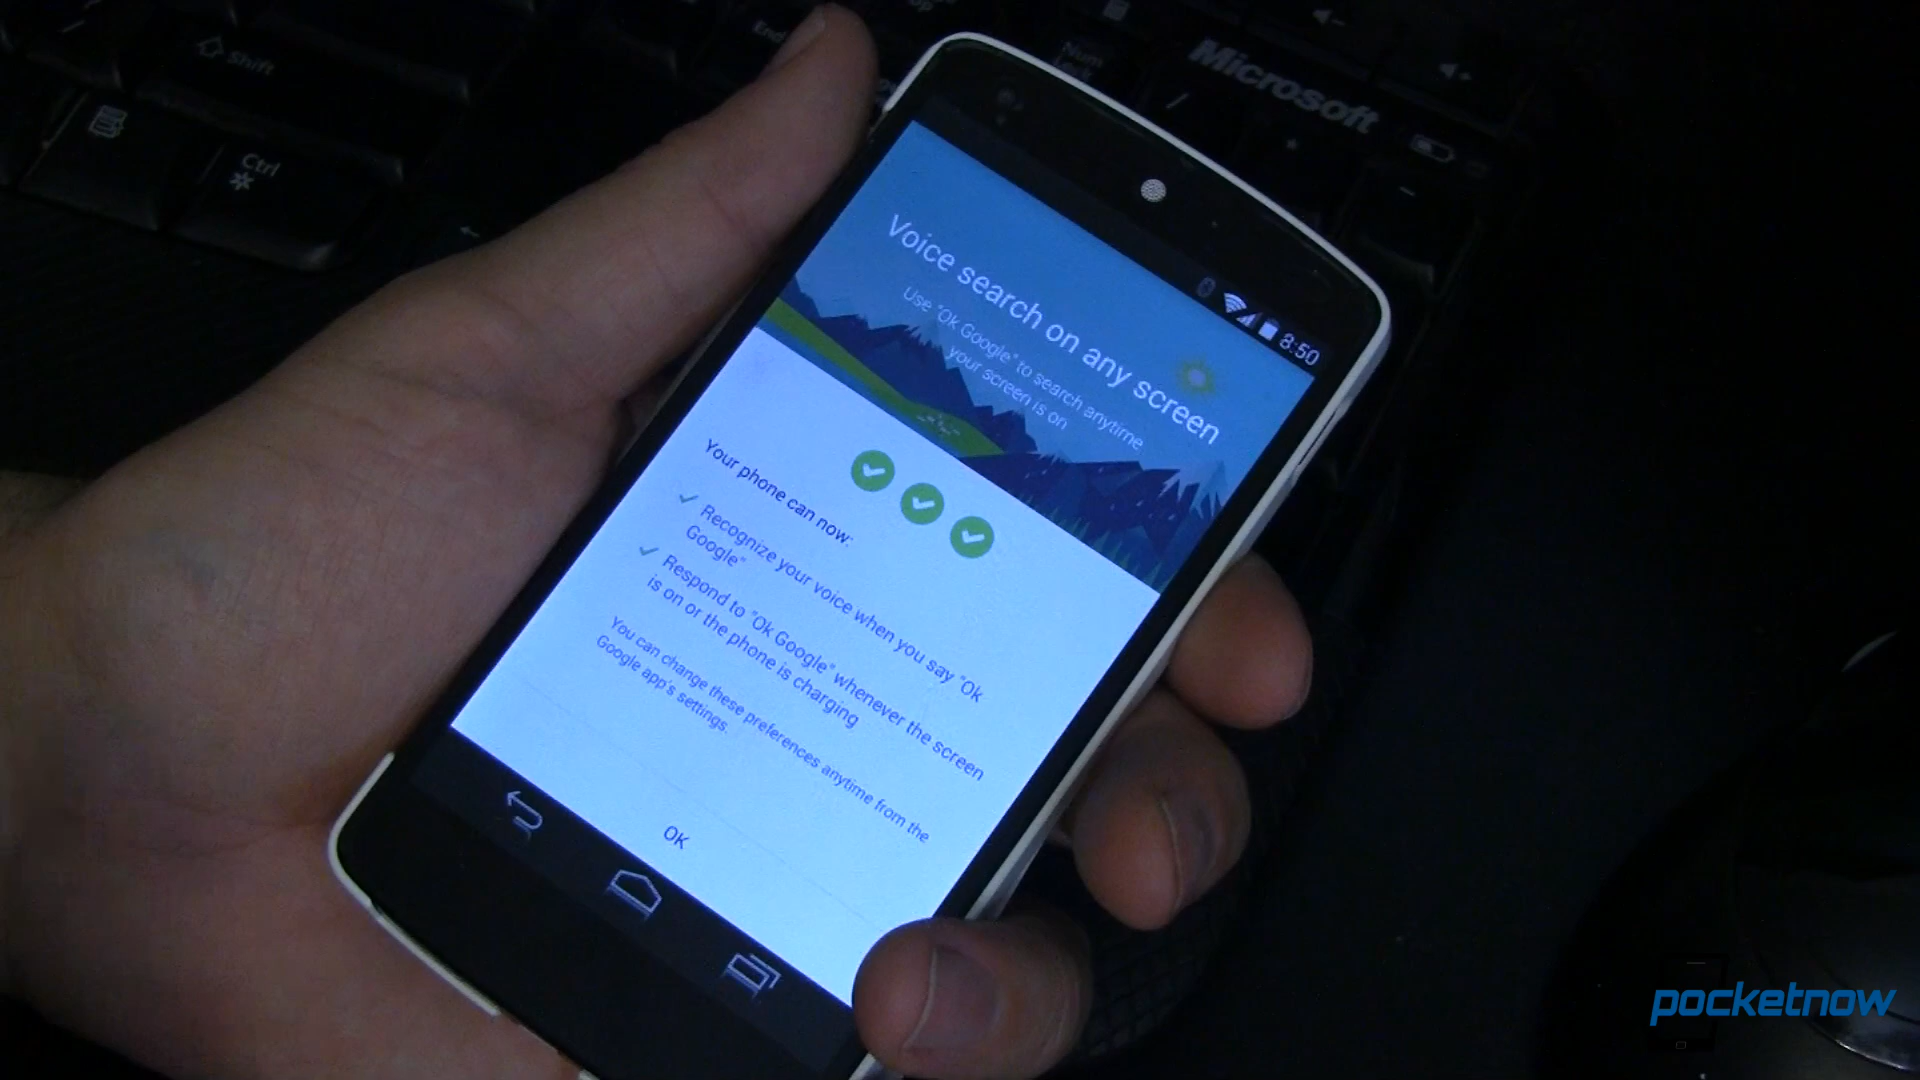 Shift
Ctrl
End
Num
Lock
Microsoft
8:50
Voice search on any screen
Use "Ok Google" to search anytime
your screen is on
Your phone can now:
Recognize your voice when you say "Ok
Google"
Respond to "Ok Google" whenever the screen
is on or the phone is charging
You can change these preferences anytime from the
Google app's settings.
OK
pocketnow